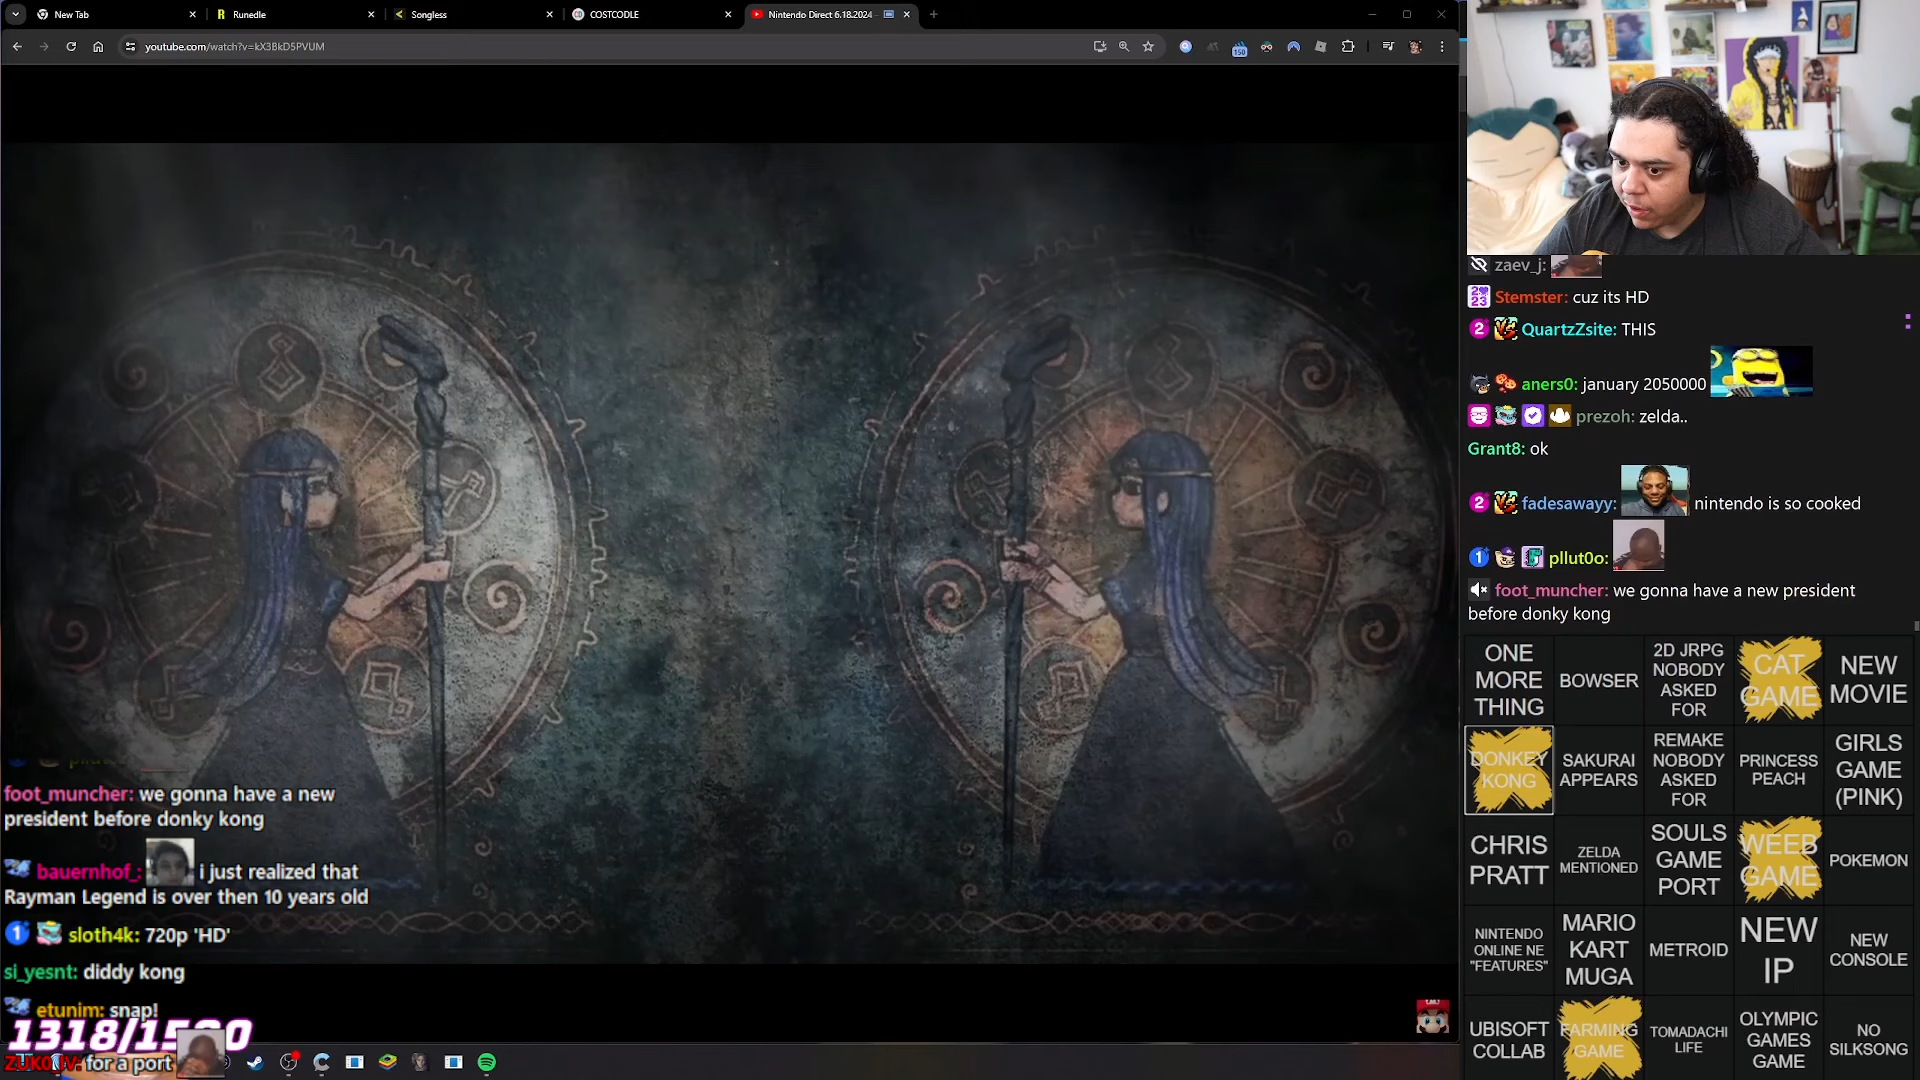 New Tab
Runedle
Songless
COSTCODLE
Nintendo Direct 6.18.2024
youtube.com/watch?v=kX3BkD5PVUM
150
zaev_j:
Stemster: cuz its HD
QuartzZsite: THIS
aners0: january 2050000
prezoh: zelda..
Grant8: ok
fadesawayy: nintendo is so cooked
pllut0o:
foot_muncher: we gonna have a new president
before donky kong
ONE MORE THING
BOWSER
2D JRPG NOBODY ASKED FOR
CAT GAME
NEW MOVIE
DONKEY KONG
SAKURAI APPEARS
REMAKE NOBODY ASKED FOR
PRINCESS PEACH
GIRLS GAME (PINK)
CHRIS PRATT
ZELDA MENTIONED
SOULS GAME PORT
WEEB GAME
POKEMON
NINTENDO ONLINE NE "FEATURES"
MARIO KART MUGA
METROID
NEW IP
NEW CONSOLE
UBISOFT COLLAB
FARMING GAME
TOMADACHI LIFE
OLYMPIC GAMES GAME
NO SILKSONG
foot_muncher: we gonna have a new
president before donky kong
bauernhof_: i just realized that
Rayman Legend is over then 10 years old
sloth4k: 720p 'HD'
si_yesnt: diddy kong
etunim: snap!
for a port